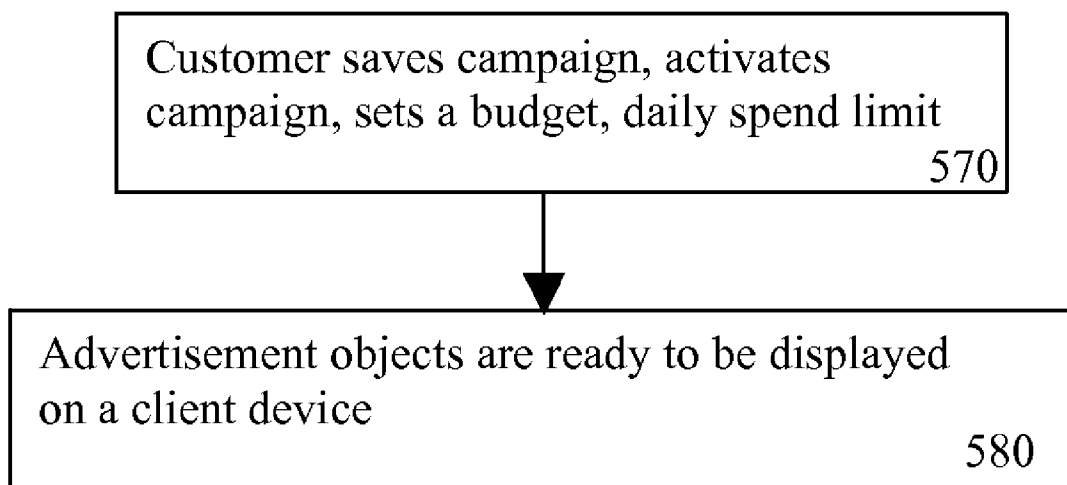 Customer saves campaign, activates
campaign, sets a budget, daily spend limit
570
Advertisement objects are ready to be displayed
on a client device
580